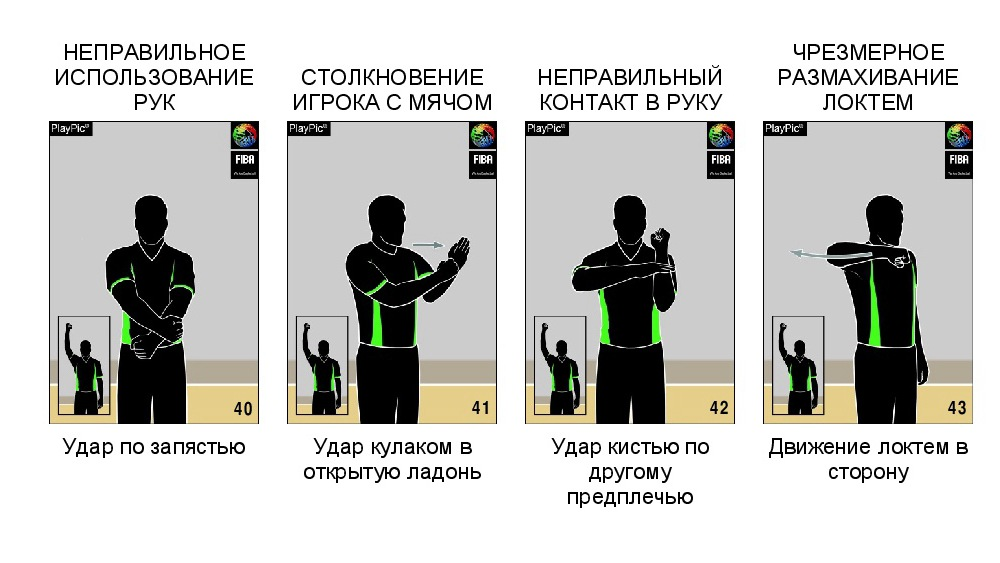 НЕПРАВИЛЬНОЕ
ИСПОЛЬЗОВАНИЕ
РУК
СТОЛКНОВЕНИЕ
ИГРОКА С МЯЧОМ
НЕПРАВИЛЬНЫЙ
КОНТАКТ В РУКУ
ЧРЕЗМЕРНОЕ
РАЗМАХИВАНИЕ
ЛОКТЕМ
PlayPic®
FIBA
40
PlayPic®
FIBA
41
PlayPic®
FIBA
42
PlayPic®
FIBA
43
Удар по запястью
Удар кулаком в
открытую ладонь
Удар кистью по
другому
предплечью
Движение локтем в
сторону